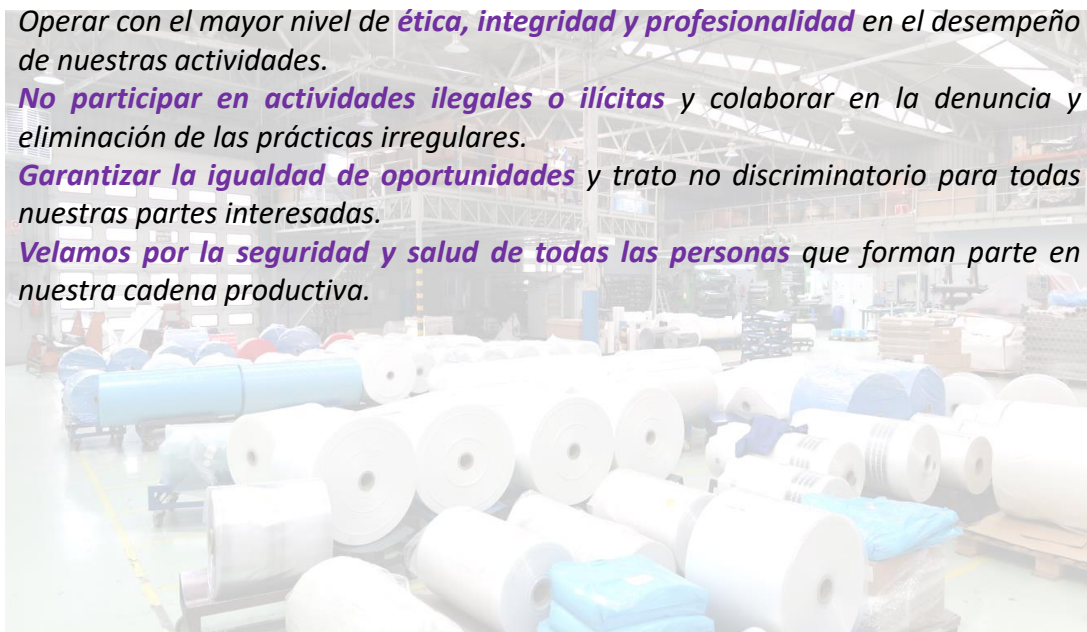 Operar con el mayor nivel de ética, integridad y profesionalidad en el desempeño
de nuestras actividades.
No participar en actividades ilegales o ilícitas y colaborar en la denuncia y
eliminación de las prácticas irregulares.
Garantizar la igualdad de oportunidades y trato no discriminatorio para todas
nuestras partes interesadas.
Velamos por la seguridad y salud de todas las personas que forman parte en
nuestra cadena productiva.